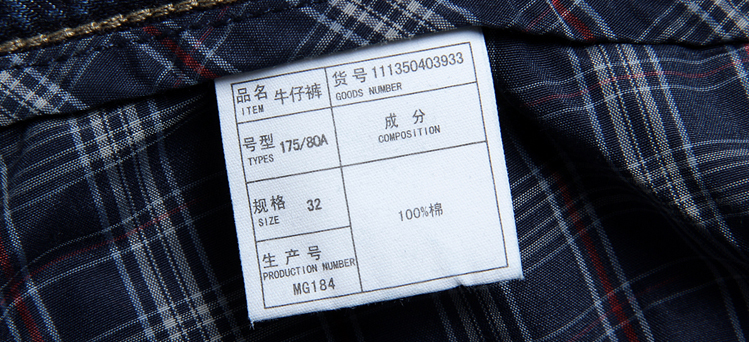 品名 牛仔裤 货号 111350403933
ITEM GOODS NUMBER
号型 175/80A 成分
TYPES COMPOSITION
规格 32 100%棉
SIZE
生产号
PRODUCTION NUMBER
MG184